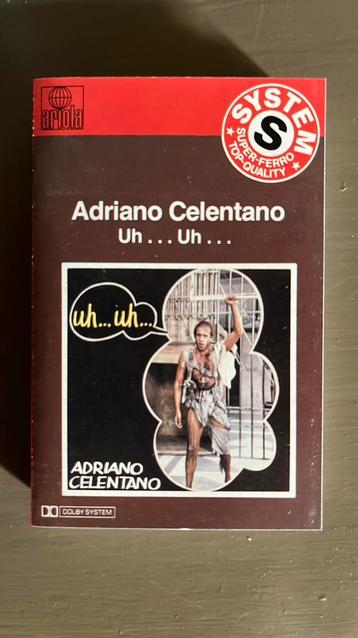 ariola
SYSTEM
S
★ SUPER-FERRO ★
TOP-QUALITY
Adriano Celentano
Uh . . . Uh . . .
uh...uh...
ADRIANO
CELENTANO
DOLBY SYSTEM